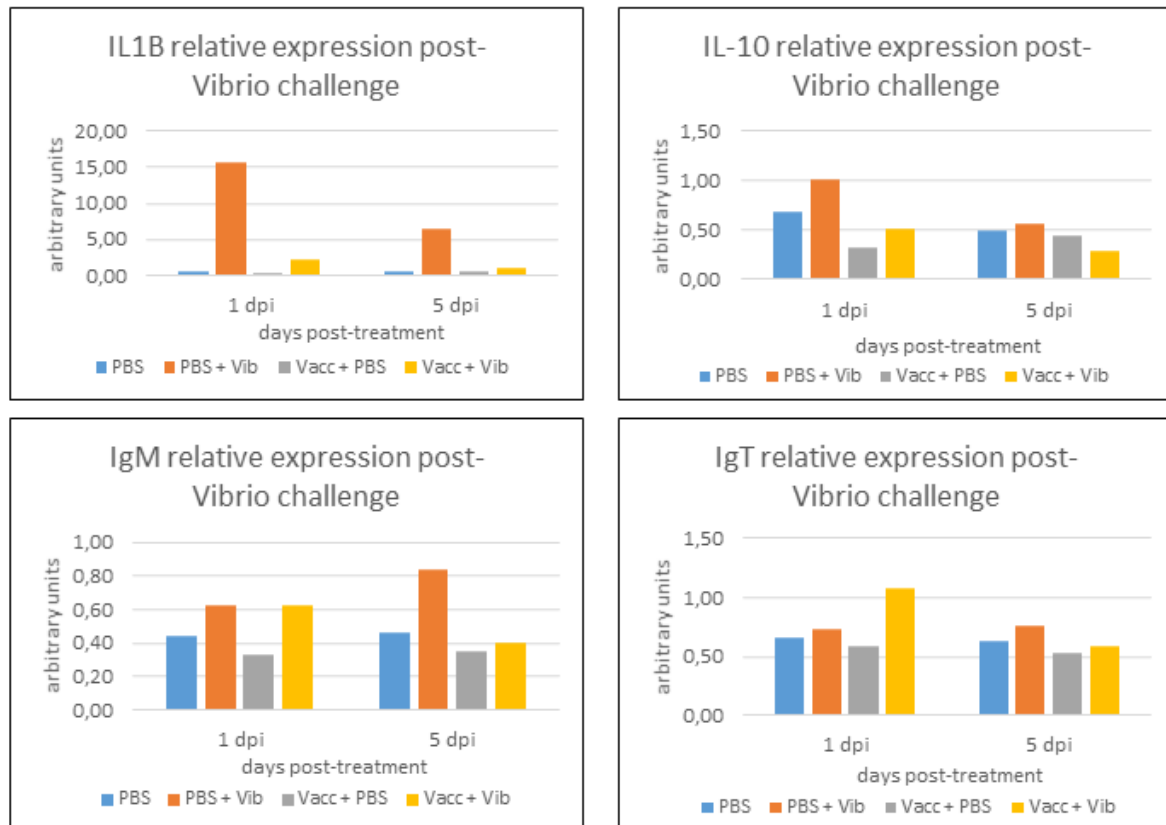 IL1B relative expression post-
Vibrio challenge
arbitrary units
20,00
15,00
10,00
5,00
0,00
1 dpi
5 dpi
days post-treatment
PBS
PBS + Vib
Vacc + PBS
Vacc + Vib
IL-10 relative expression post-
Vibrio challenge
arbitrary units
1,50
1,00
0,50
0,00
1 dpi
5 dpi
days post-treatment
PBS
PBS + Vib
Vacc + PBS
Vacc + Vib
IgM relative expression post-
Vibrio challenge
arbitrary units
1,00
0,80
0,60
0,40
0,20
0,00
1 dpi
5 dpi
days post-treatment
PBS
PBS + Vib
Vacc + PBS
Vacc + Vib
IgT relative expression post-
Vibrio challenge
arbitrary units
1,50
1,00
0,50
0,00
1 dpi
5 dpi
days post-treatment
PBS
PBS + Vib
Vacc + PBS
Vacc + Vib